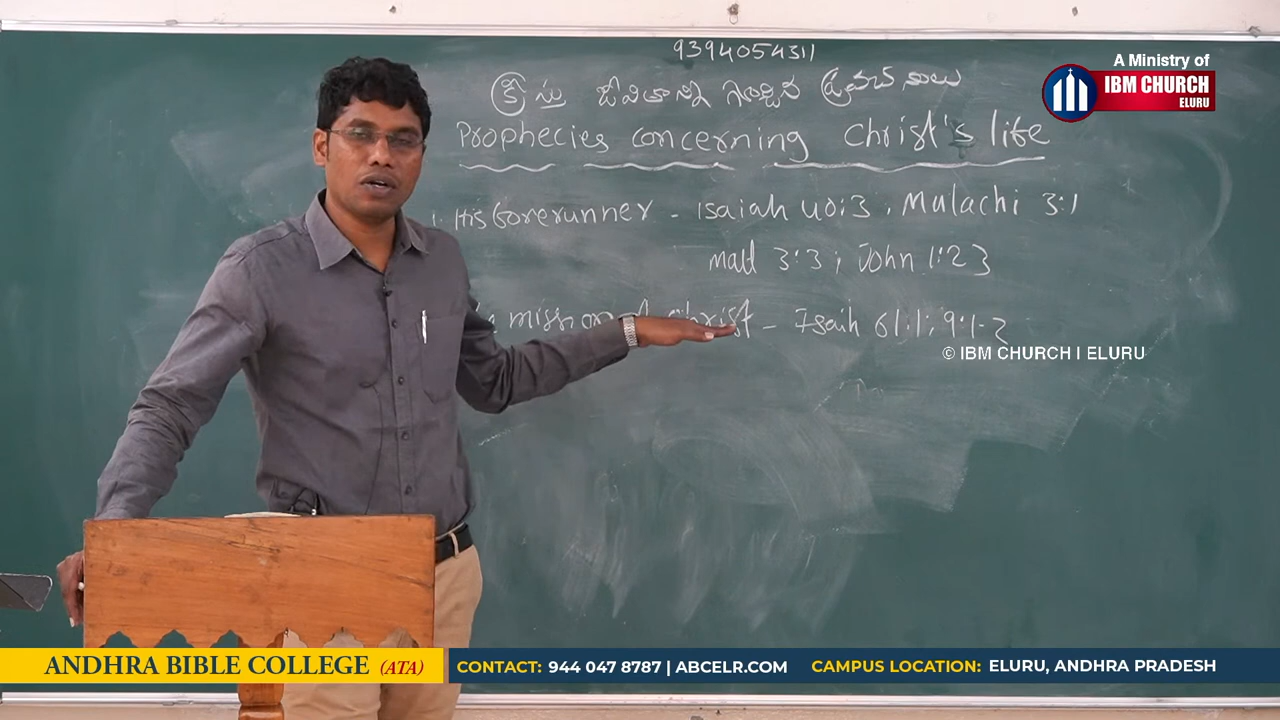 9394054311
క్రీస్తు జీవితాన్ని గూర్చిన ప్రవచనాలు
Prophecies concerning Christ's life
1. His forerunner - Isaiah 40:3, Mulachi 3:1
Matt 3:3; John 1:23
mission of Christ - Isaih 61:1; 9:1-2
A Ministry of
IBM CHURCH
ELURU
© IBM CHURCH I ELURU
ANDHRA BIBLE COLLEGE (ATA)
CONTACT: 944 047 8787 | ABCELR.COM CAMPUS LOCATION: ELURU, ANDHRA PRADESH